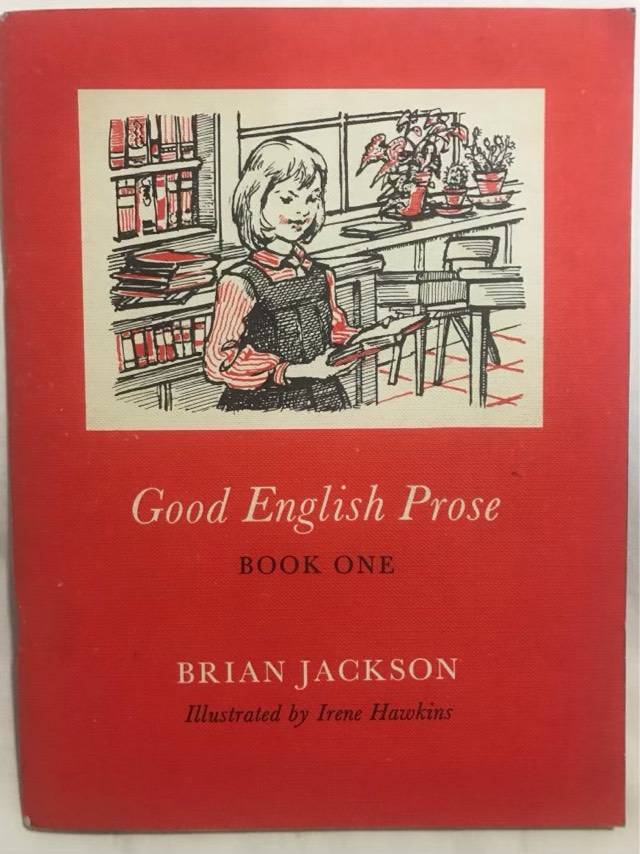 Good English Prose
BOOK ONE
BRIAN JACKSON
Illustrated by Irene Hawkins